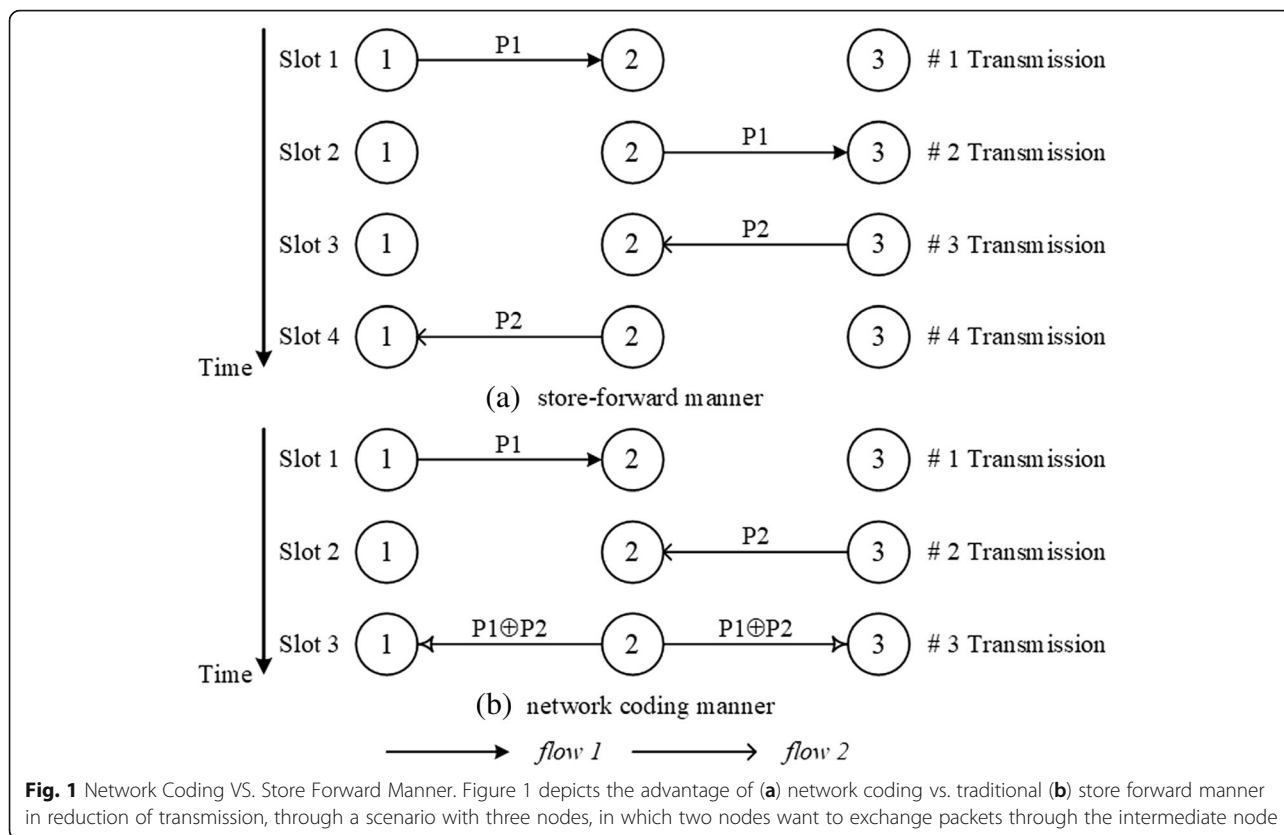 Slot 1 1 P1 2 3 # 1 Transmission
Slot 2 1 2 P1 3 # 2 Transmission
Slot 3 1 2 P2 3 # 3 Transmission
Slot 4 1 P2 2 3 # 4 Transmission
Time
(a) store-forward manner
Slot 1 1 P1 2 3 # 1 Transmission
Slot 2 1 2 P2 3 # 2 Transmission
Slot 3 1 P1⊕P2 2 P1⊕P2 3 # 3 Transmission
Time
(b) network coding manner
flow 1 flow 2
Fig. 1 Network Coding VS. Store Forward Manner. Figure 1 depicts the advantage of (a) network coding vs. traditional (b) store forward manner
in reduction of transmission, through a scenario with three nodes, in which two nodes want to exchange packets through the intermediate node